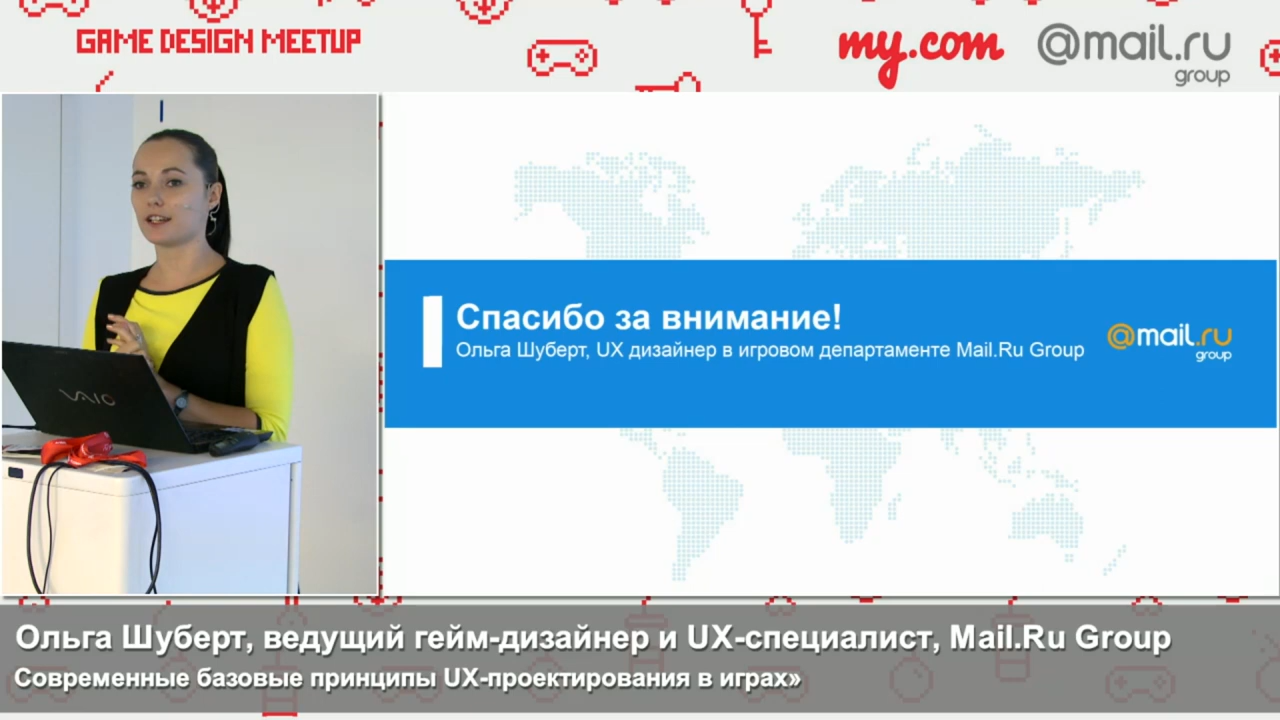 GAME DESIGN MEETUP
my.com
@mail.ru
group
Спасибо за внимание!
Ольга Шуберт, UX дизайнер в игровом департаменте Mail.Ru Group
@mail.ru
group
VAIO
Ольга Шуберт, ведущий гейм-дизайнер и UX-специалист, Mail.Ru Group
Современные базовые принципы UX-проектирования в играх»